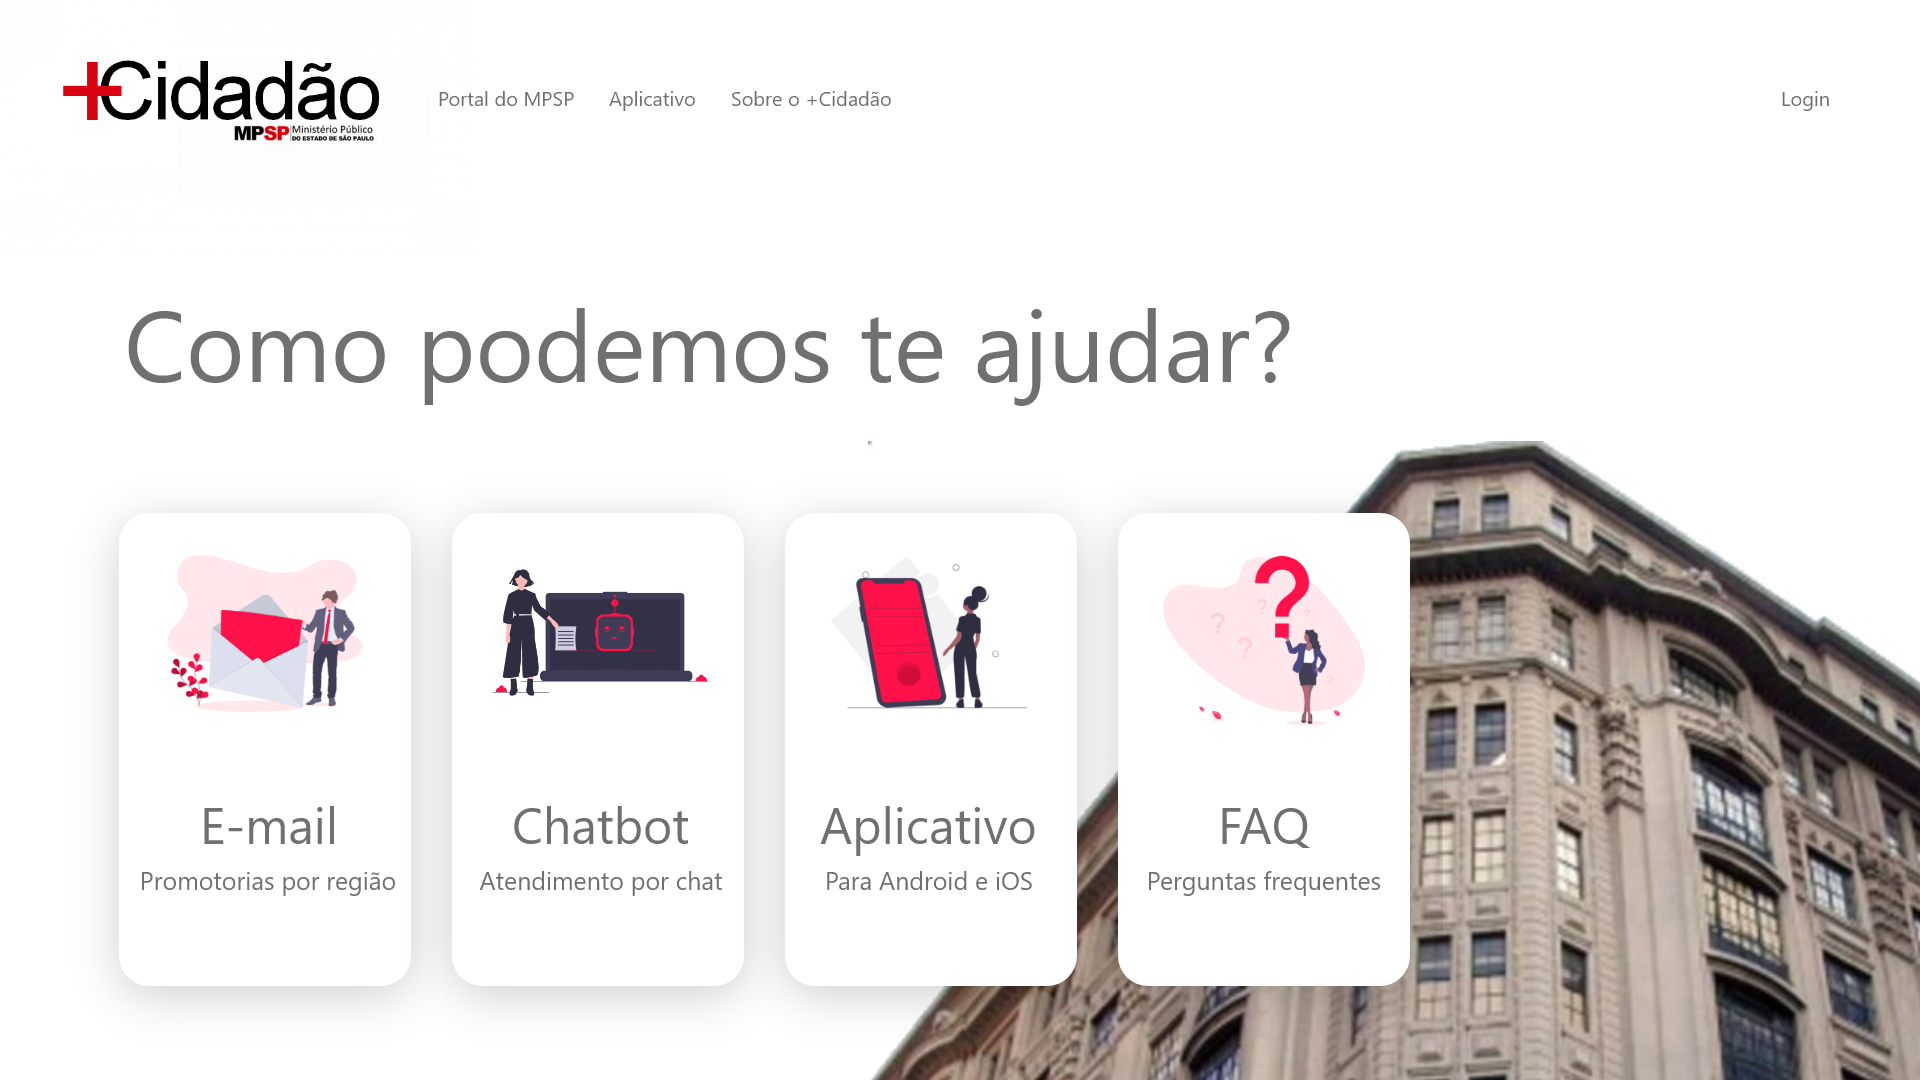 +Cidadão
MPSP Ministério Público
DO ESTADO DE SÃO PAULO
Portal do MPSP
Aplicativo
Sobre o +Cidadão
Login
Como podemos te ajudar?
E-mail
Promotorias por região
Chatbot
Atendimento por chat
Aplicativo
Para Android e iOS
?
? ? ? ? ?
FAQ
Perguntas frequentes